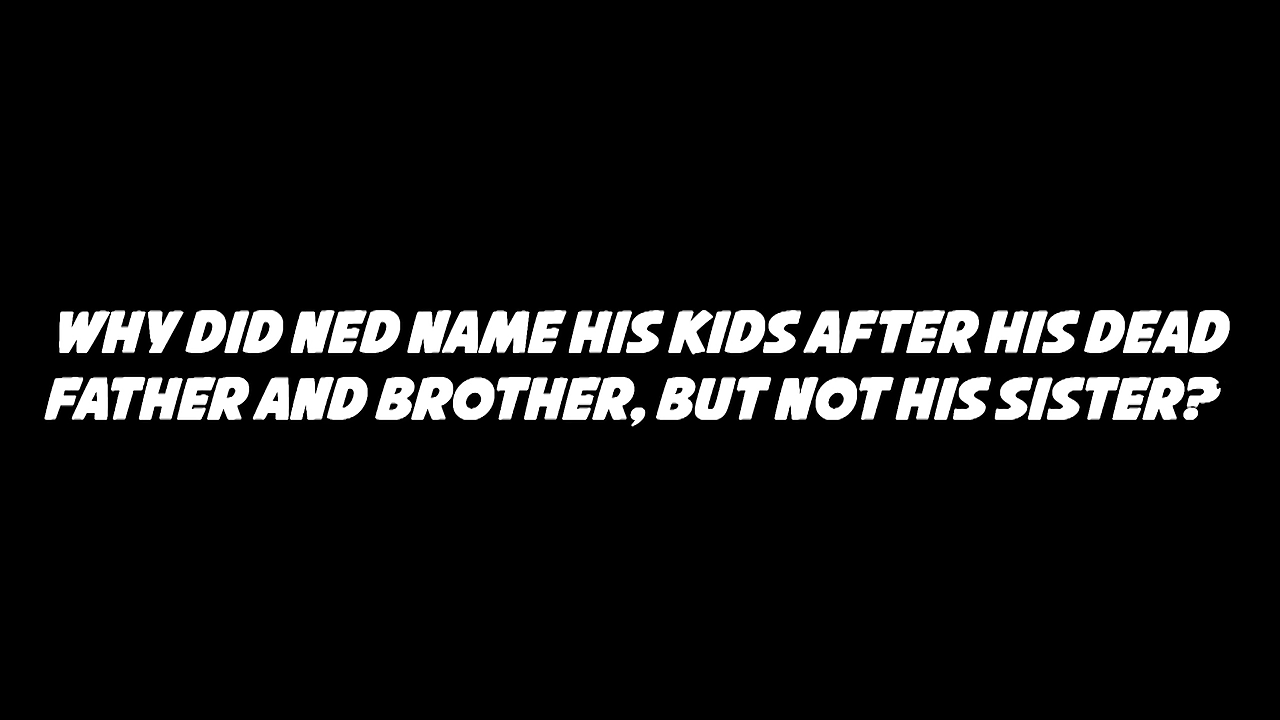 WHY DID NED NAME HIS KIDS AFTER HIS DEAD
FATHER AND BROTHER, BUT NOT HIS SISTER?